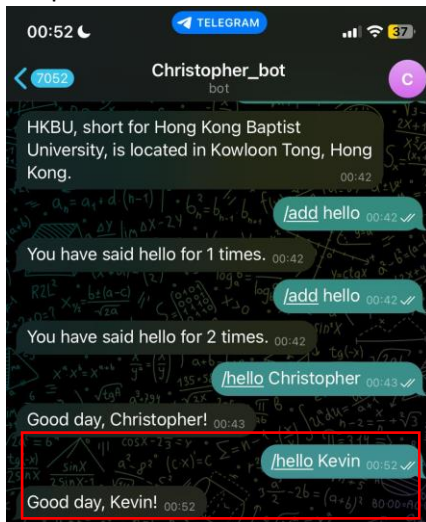 00:52
TELEGRAM
37
7052
Christopher_bot
bot
C
HKBU, short for Hong Kong Baptist
University, is located in Kowloon Tong, Hong
Kong.
00:42
/add hello 00:42
You have said hello for 1 times. 00:42
/add hello 00:42
You have said hello for 2 times. 00:42
/hello Christopher 00:43
Good day, Christopher! 00:43
/hello Kevin 00:52
Good day, Kevin! 00:52